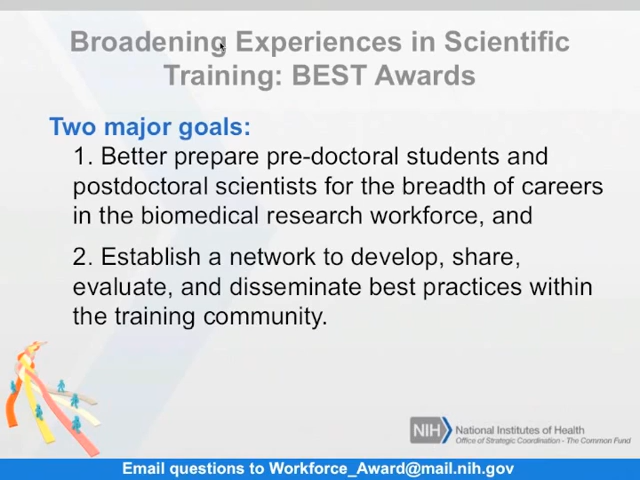 Broadening Experiences in Scientific
Training: BEST Awards
Two major goals:
1. Better prepare pre-doctoral students and
postdoctoral scientists for the breadth of careers
in the biomedical research workforce, and
2. Establish a network to develop, share,
evaluate, and disseminate best practices within
the training community.
NIH National Institutes of Health
Office of Strategic Coordination - The Common Fund
Email questions to Workforce_Award@mail.nih.gov